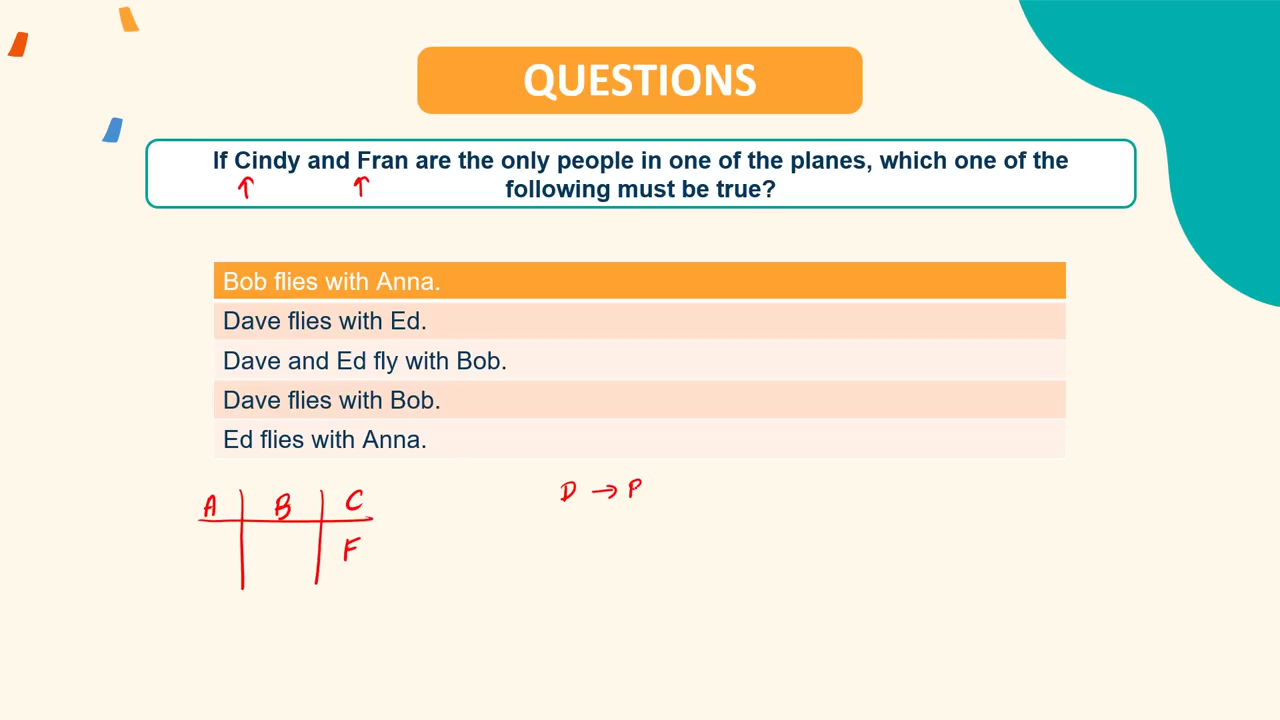 QUESTIONS
If Cindy and Fran are the only people in one of the planes, which one of the
following must be true?
Bob flies with Anna.
Dave flies with Ed.
Dave and Ed fly with Bob.
Dave flies with Bob.
Ed flies with Anna.
A B C
F
D → P